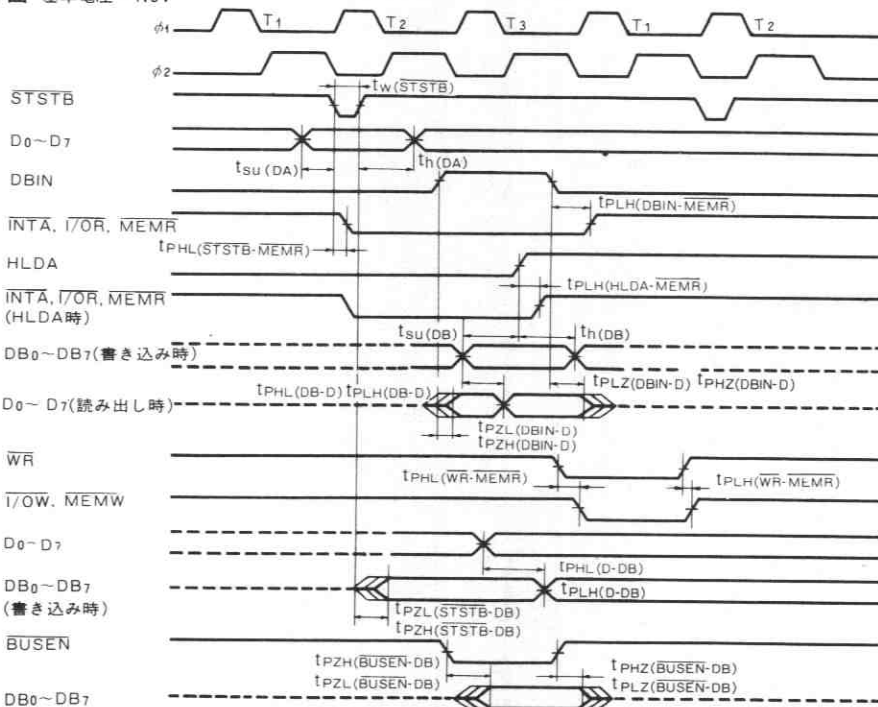 φ1 T1 T2 T3 T1 T2
φ2
STSTB tw(STSTB)
D0~D7
tsu(DA) th(DA)
DBIN
tPLH(DBIN-MEMR)
INTA, I/OR, MEMR
tPHL(STSTB-MEMR)
HLDA
tPLH(HLDA-MEMR)
INTA, I/OR, MEMR
(HLDA時)
tsu(DB) th(DB)
DB0~DB7(書き込み時)
tPHL(DB-D) tPLH(DB-D) tPLZ(DBIN-D) tPHZ(DBIN-D)
D0~D7(読み出し時)
tPZL(DBIN-D)
tPZH(DBIN-D)
WR
tPHL(WR-MEMR) tPLH(WR-MEMR)
I/OW. MEMW
D0~D7
tPHL(D-DB)
DB0~DB7 tPLH(D-DB)
(書き込み時) tPZL(STSTB-DB)
tPZH(STSTB-DB)
BUSEN
tPZH(BUSEN-DB) tPHZ(BUSEN-DB)
tPZL(BUSEN-DB) tPLZ(BUSEN-DB)
DB0~DB7